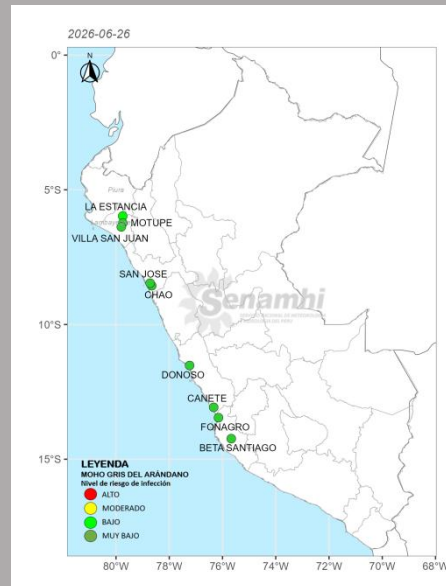 2026-06-26
N
0°
5°S
10°S
15°S
Piura
LA ESTANCIA
MOTUPE
VILLA SAN JUAN
SAN JOSE
CHAO
Senamhi
DONOSO
CANETE
FONAGRO
BETA SANTIAGO
LEYENDA
MOHO GRIS DEL ARÁNDANO
Nivel de riesgo de infección
ALTO
MODERADO
BAJO
MUY BAJO
80°W 78°W 76°W 74°W 72°W 70°W 68°W